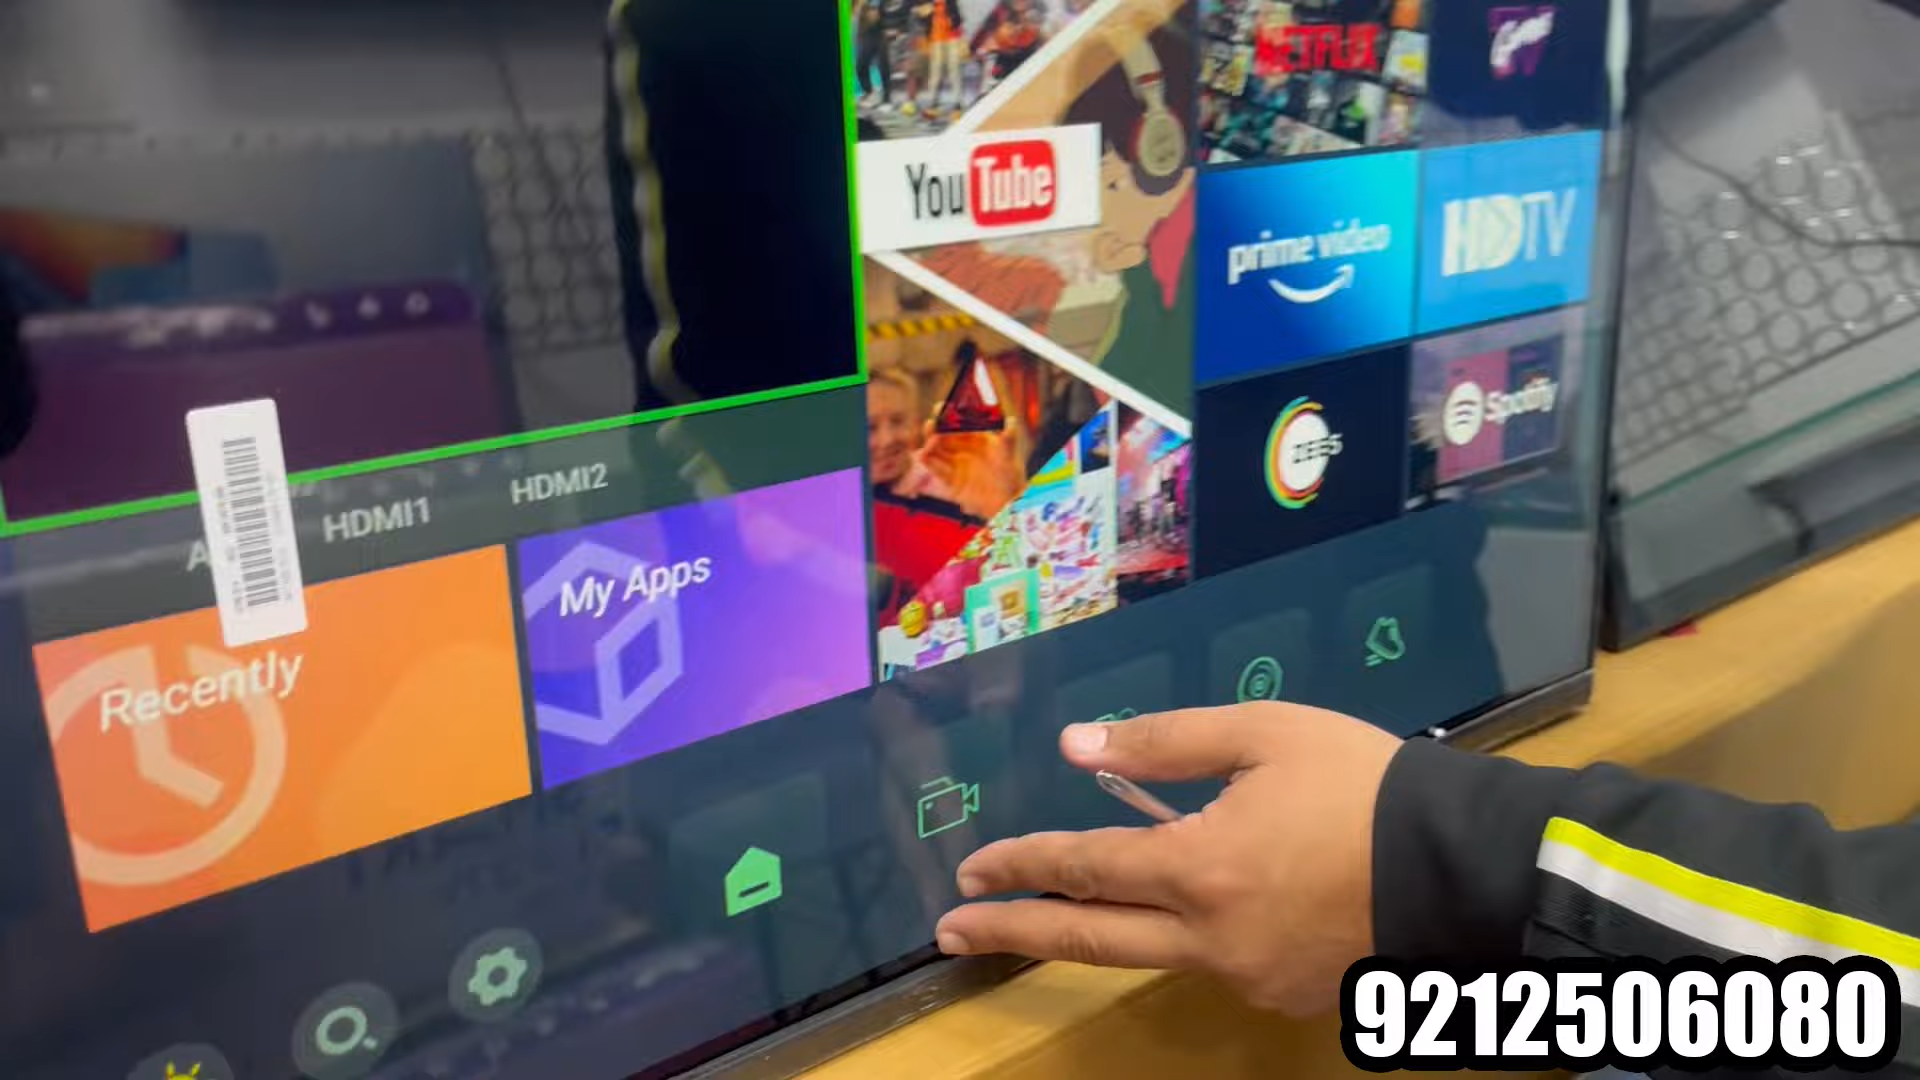 NETFLIX
YouTube
prime video
HDTV
ZEE5
Spotify
HDMI1
HDMI2
My Apps
Recently
9212506080